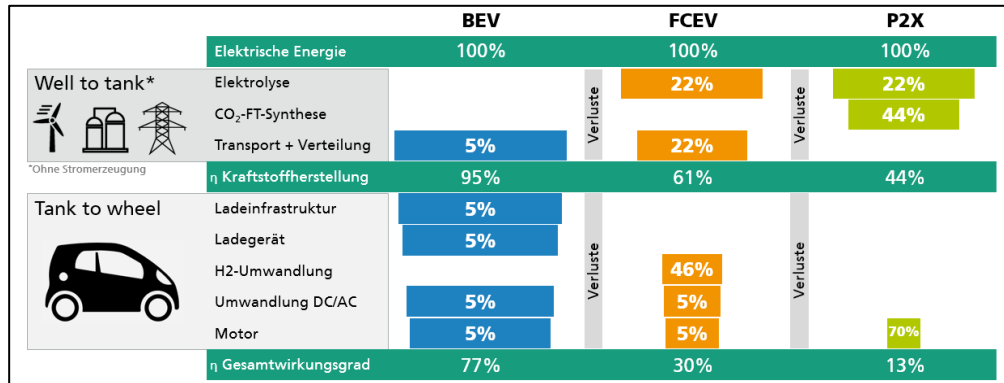 BEV FCEV P2X
Elektrische Energie 100% 100% 100%
Well to tank*
Elektrolyse 22% 22%
CO₂-FT-Synthese 44%
Transport + Verteilung 5% 22%
Verluste Verluste
*Ohne Stromerzeugung
η Kraftstoffherstellung 95% 61% 44%
Tank to wheel
Ladeinfrastruktur 5%
Ladegerät 5%
H2-Umwandlung 46%
Umwandlung DC/AC 5% 5%
Motor 5% 5% 70%
Verluste Verluste
η Gesamtwirkungsgrad 77% 30% 13%